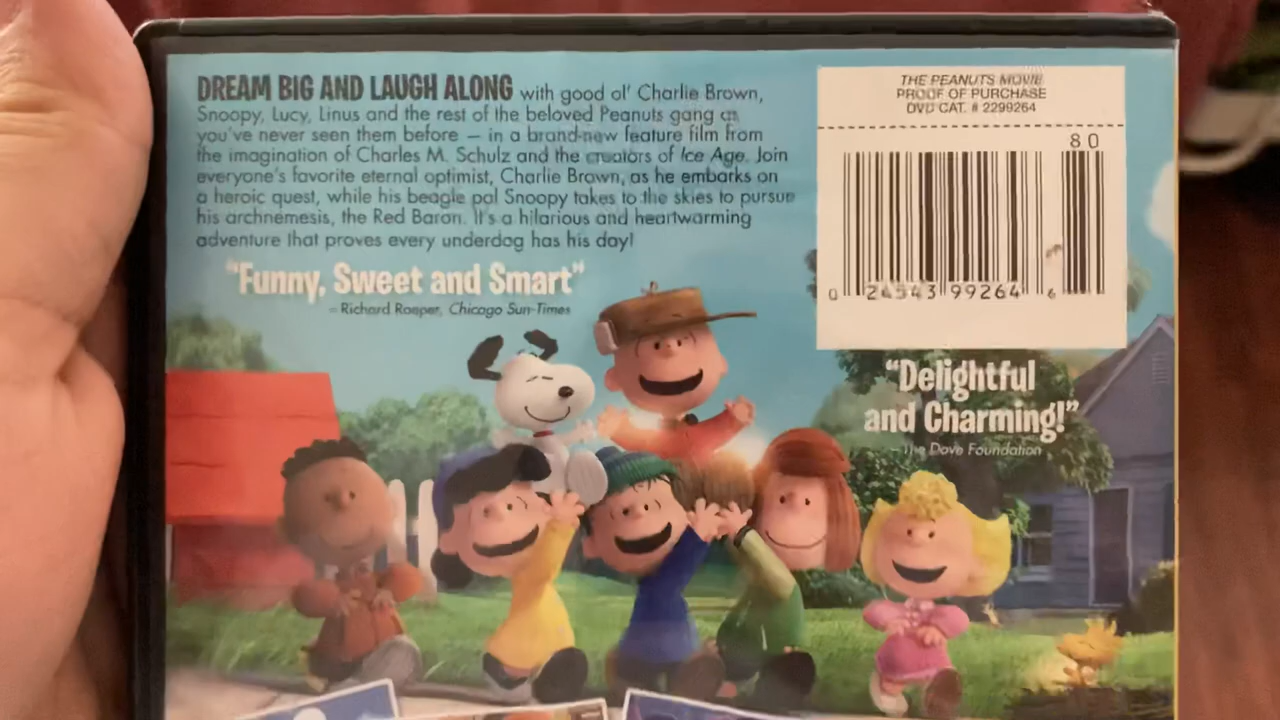 DREAM BIG AND LAUGH ALONG with good ol' Charlie Brown,
Snoopy, Lucy, Linus and the rest of the beloved Peanuts gang as
you've never seen them before — in a brand-new feature film from
the imagination of Charles M. Schulz and the creators of Ice Age. Join
everyone's favorite eternal optimist, Charlie Brown, as he embarks on
a heroic quest, while his beagle pal Snoopy takes to the skies to pursue
his archnemesis, the Red Baron. It's a hilarious and heartwarming
adventure that proves every underdog has his day!
"Funny, Sweet and Smart"
– Richard Roeper, Chicago Sun-Times
THE PEANUTS MOVIE
PROOF OF PURCHASE
DVD CAT. # 2299264
80
0 24543 99264 6
"Delightful
and Charming!"
– The Dove Foundation